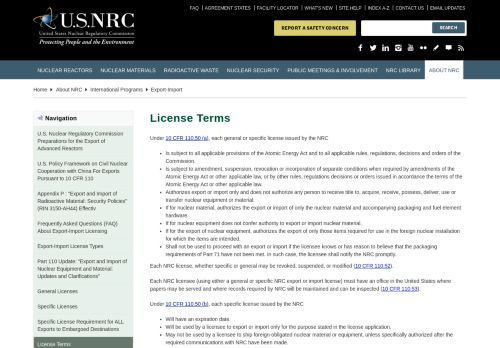 FAQ | AGREEMENT STATES | FACILITY LOCATOR | WHAT'S NEW | SITE HELP | INDEX A-Z | CONTACT US | EMAIL UPDATES
U.S.NRC
United States Nuclear Regulatory Commission
Protecting People and the Environment
REPORT A SAFETY CONCERN
SEARCH
NUCLEAR REACTORS
NUCLEAR MATERIALS
RADIOACTIVE WASTE
NUCLEAR SECURITY
PUBLIC MEETINGS & INVOLVEMENT
NRC LIBRARY
ABOUT NRC
Home
About NRC
International Programs
Export-Import
Navigation
U.S. Nuclear Regulatory Commission
Preparations for the Export of
Advanced Reactors
U.S. Policy Framework on Civil Nuclear
Cooperation with China For Exports
Pursuant to 10 CFR 110
Appendix P : "Export and Import of
Radioactive Material: Security Policies"
(RIN 3150-AH44) Effectiv
Frequently Asked Questions (FAQ)
About Export-Import Licensing
Export-Import License Types
Part 110 Update: "Export and Import of
Nuclear Equipment and Material:
Updates and Clarifications"
General Licenses
Specific Licenses
Specific License Requirement for ALL
Exports to Embargoed Destinations
License Terms
License Terms
Under 10 CFR 110.50 (a), each general or specific license issued by the NRC
Is subject to all applicable provisions of the Atomic Energy Act and to all applicable rules, regulations, decisions and orders of the
Commission.
Is subject to amendment, suspension, revocation or incorporation of separate conditions when required by amendments of the
Atomic Energy Act or other applicable law, or by other rules, regulations decisions or orders issued in accordance the terms of the
Atomic Energy Act or other applicable law.
Authorizes export or import only and does not authorize any person to receive title to, acquire, receive, possess, deliver, use or
transfer nuclear equipment or material.
If for nuclear material, authorizes the export or import only of the nuclear material and accompanying packaging and fuel element
hardware.
If for nuclear equipment does not confer authority to export or import nuclear material.
If for the export of nuclear equipment, authorizes the export of only those items required for use in the foreign nuclear installation
for which the items are intended.
Shall not be used to proceed with an export or import if the licensee knows or has reason to believe that the packaging
requirements of Part 71 have not been met. In such case, the licensee shall notify the NRC promptly.
Each NRC license, whether specific or general may be revoked, suspended, or modified (10 CFR 110.52).
Each NRC licensee (using either a general or specific NRC export or import license) must have an office in the United States where
papers may be served and where records required by NRC will be maintained and can be inspected (10 CFR 110.53).
Under 10 CFR 110.50 (b), each specific license issued by the NRC
Will have an expiration date.
Will be used by a licensee to export or import only for the purpose stated in the license application.
May not be used by a licensee to ship foreign-obligated nuclear material or equipment, unless specifically authorized after the
required communications with NRC have been made.